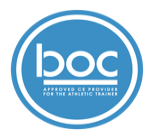 boc
APPROVED CE PROVIDER
FOR THE ATHLETIC TRAINER